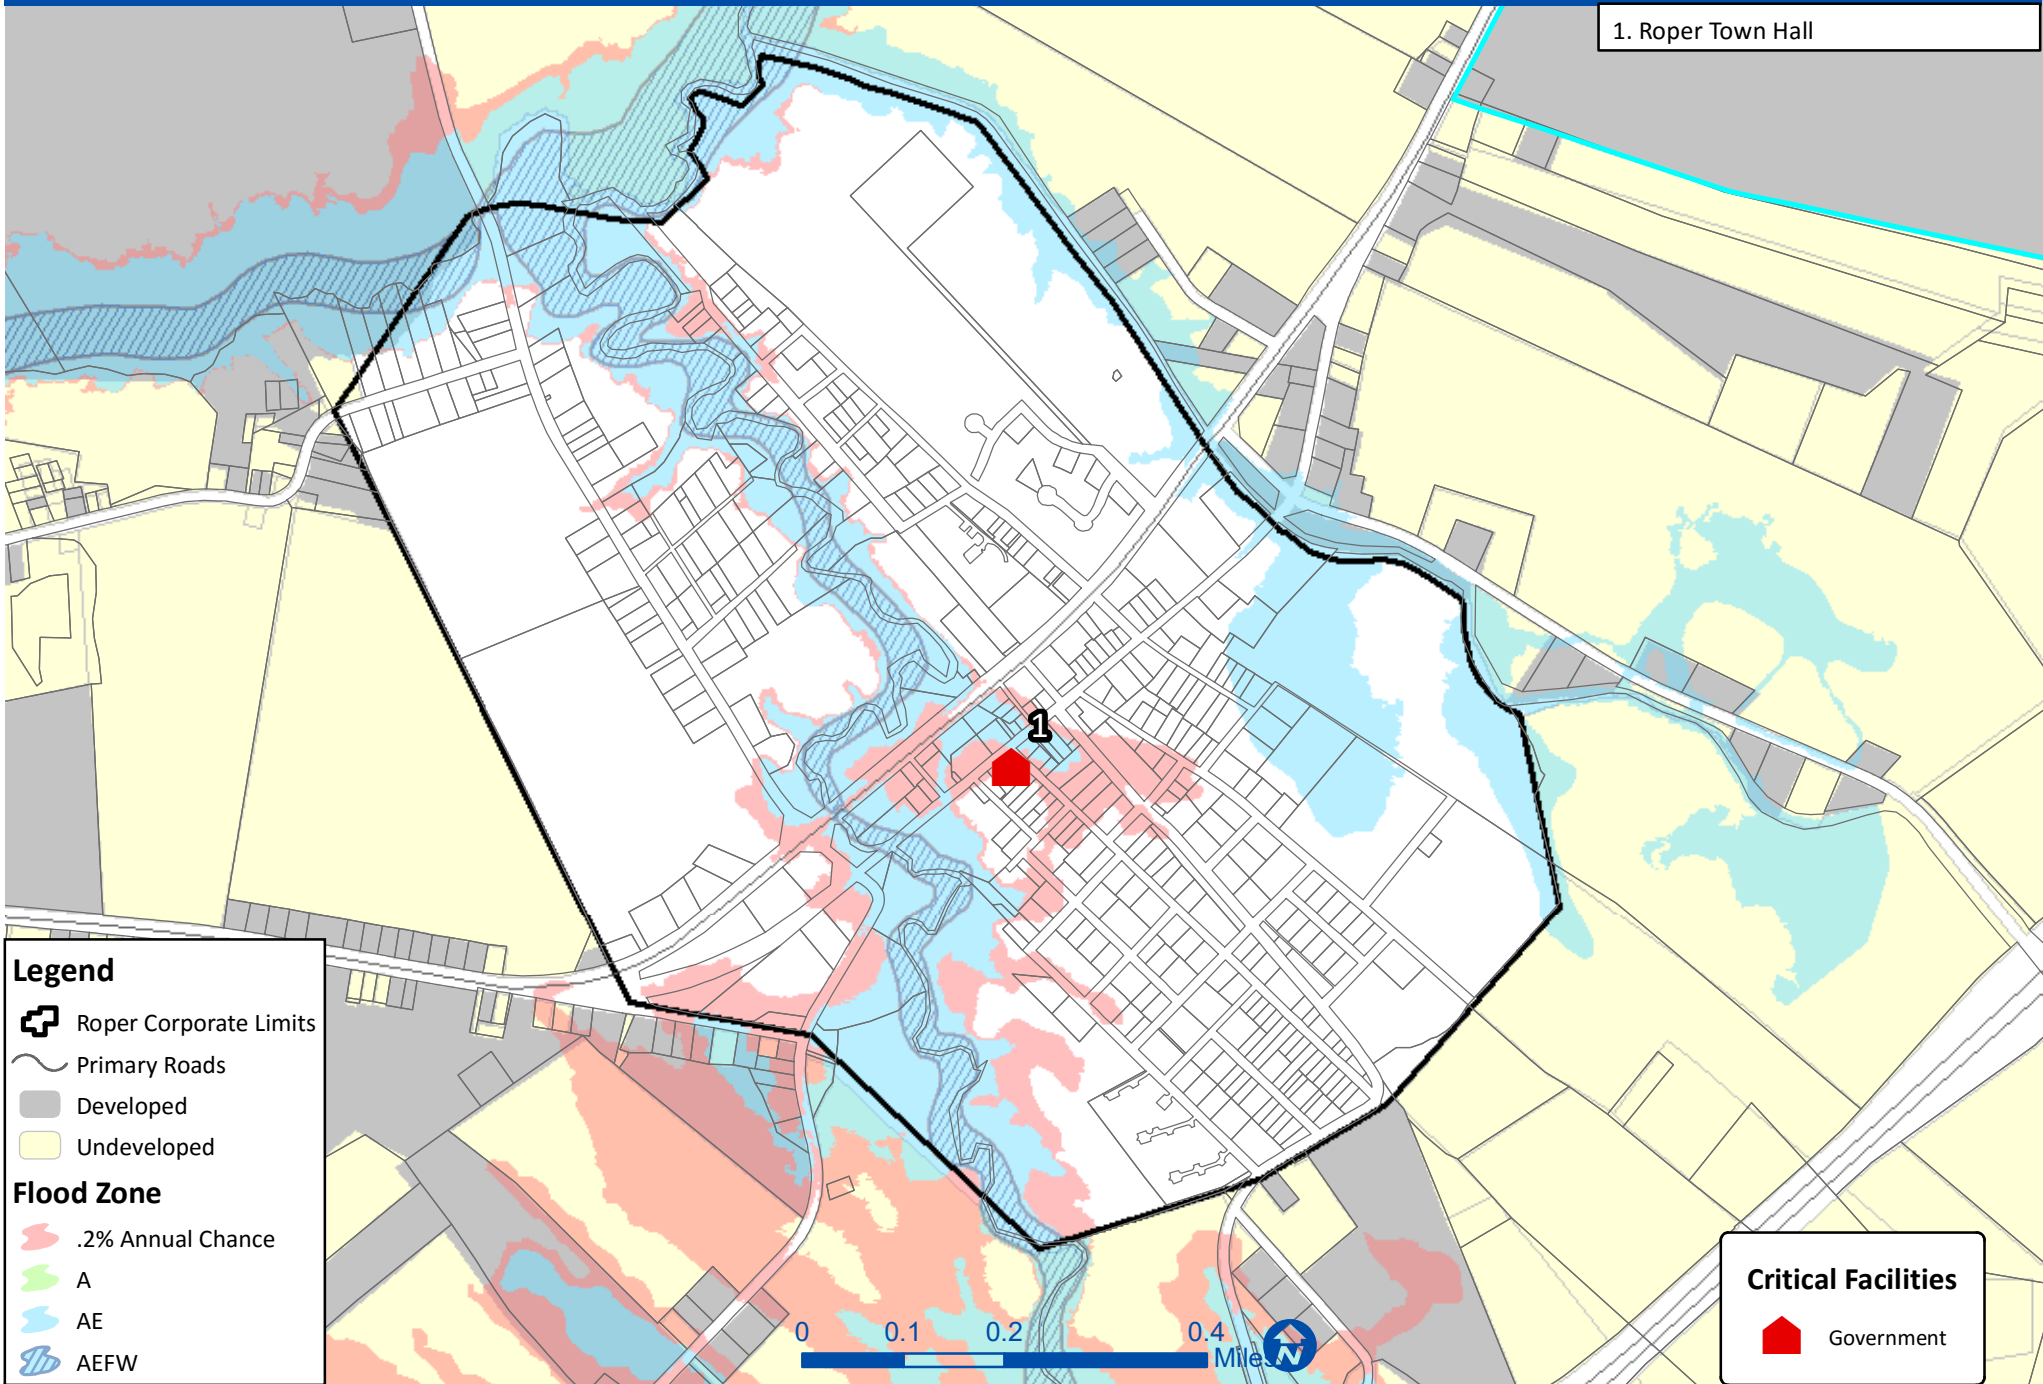 1. Roper Town Hall
1
Legend
Roper Corporate Limits
Primary Roads
Developed
Undeveloped
Flood Zone
.2% Annual Chance
A
AE
AEFW
0 0.1 0.2 0.4
Miles
N
Critical Facilities
Government